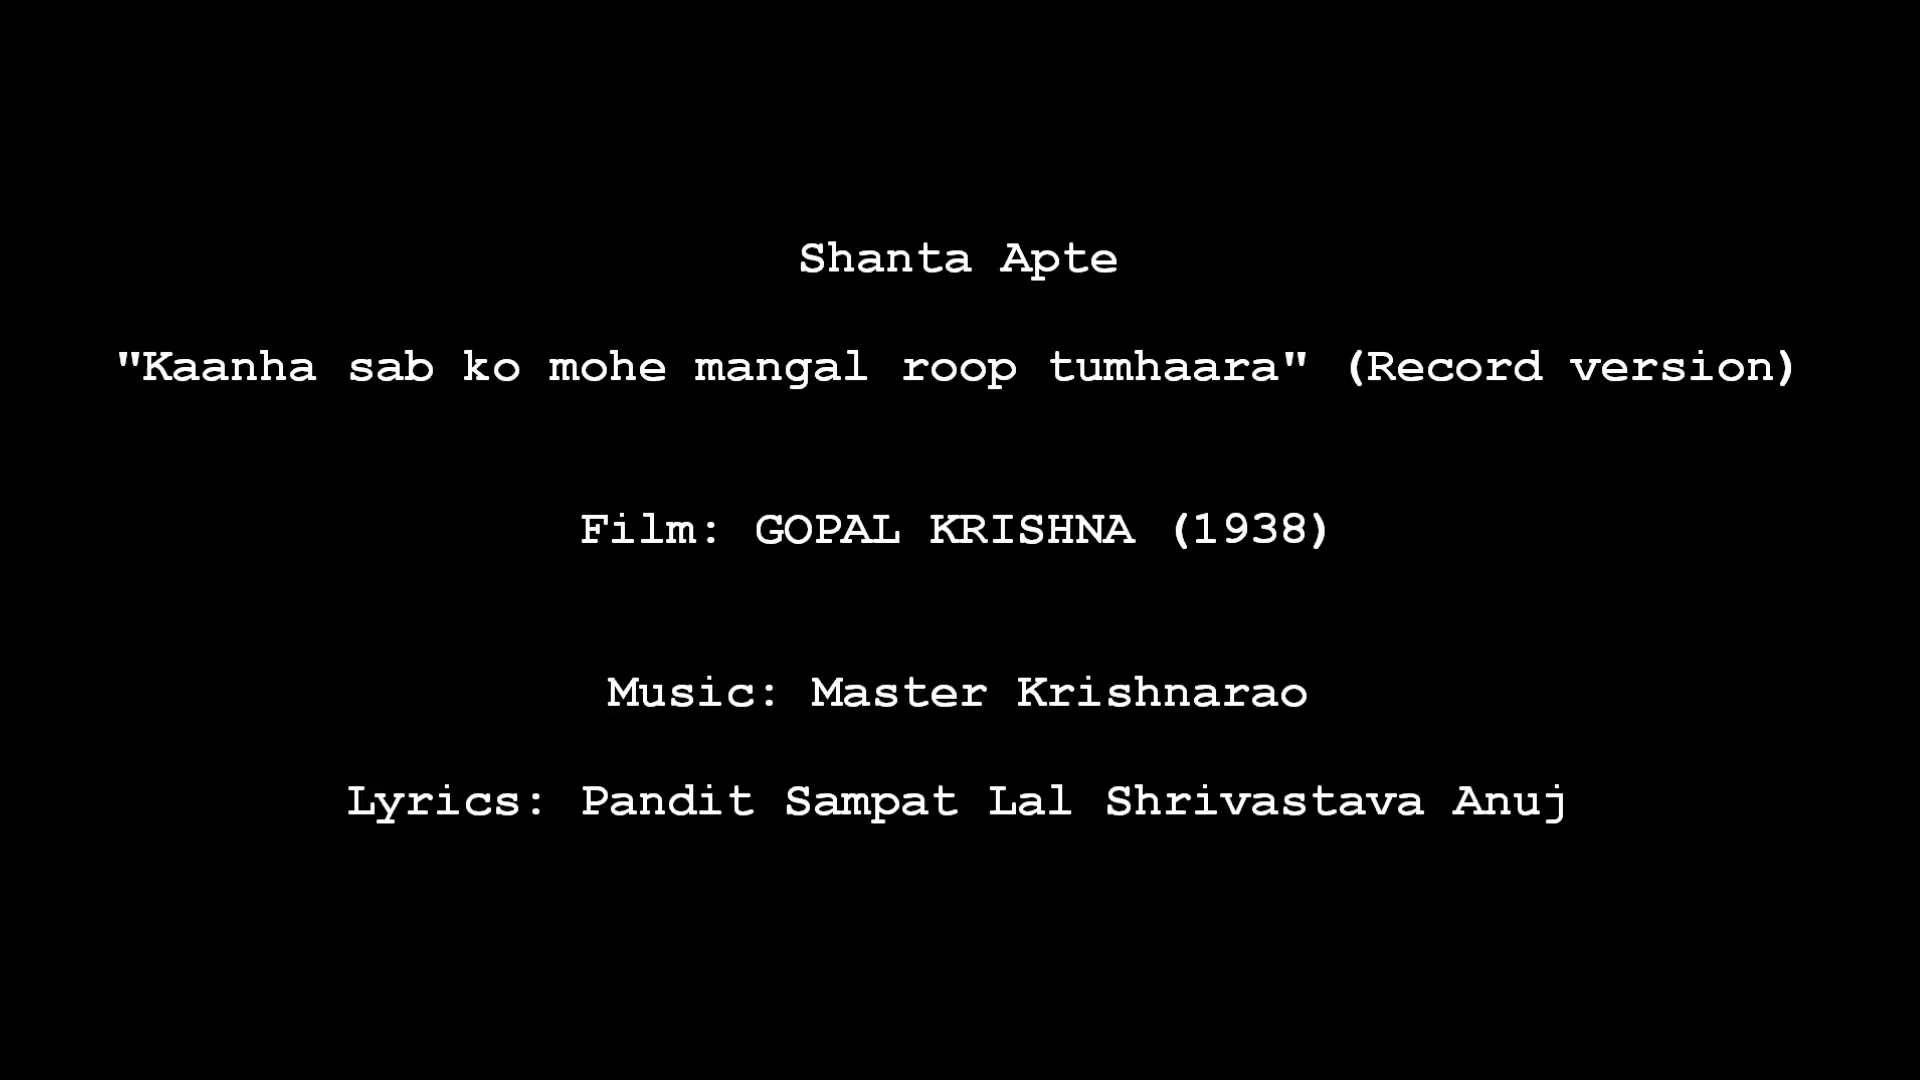 Shanta Apte
"Kaanha sab ko mohe mangal roop tumhaara" (Record version)
Film: GOPAL KRISHNA (1938)
Music: Master Krishnarao
Lyrics: Pandit Sampat Lal Shrivastava Anuj